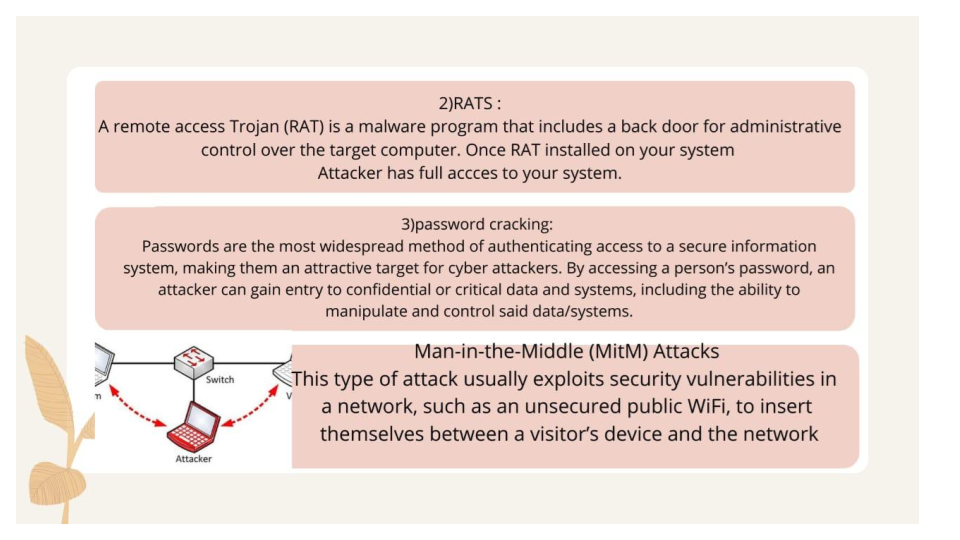 2)RATS :
A remote access Trojan (RAT) is a malware program that includes a back door for administrative
control over the target computer. Once RAT installed on your system
Attacker has full accces to your system.
3)password cracking:
Passwords are the most widespread method of authenticating access to a secure information
system, making them an attractive target for cyber attackers. By accessing a person’s password, an
attacker can gain entry to confidential or critical data and systems, including the ability to
manipulate and control said data/systems.
Man-in-the-Middle (MitM) Attacks
This type of attack usually exploits security vulnerabilities in
a network, such as an unsecured public WiFi, to insert
themselves between a visitor’s device and the network
Switch
Attacker